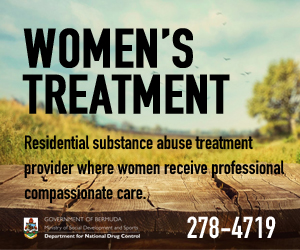 WOMEN'S
TREATMENT
Residential substance abuse treatment
provider where women receive professional
compassionate care.
GOVERNMENT OF BERMUDA
Ministry of Social Development and Sports
Department for National Drug Control
278-4719